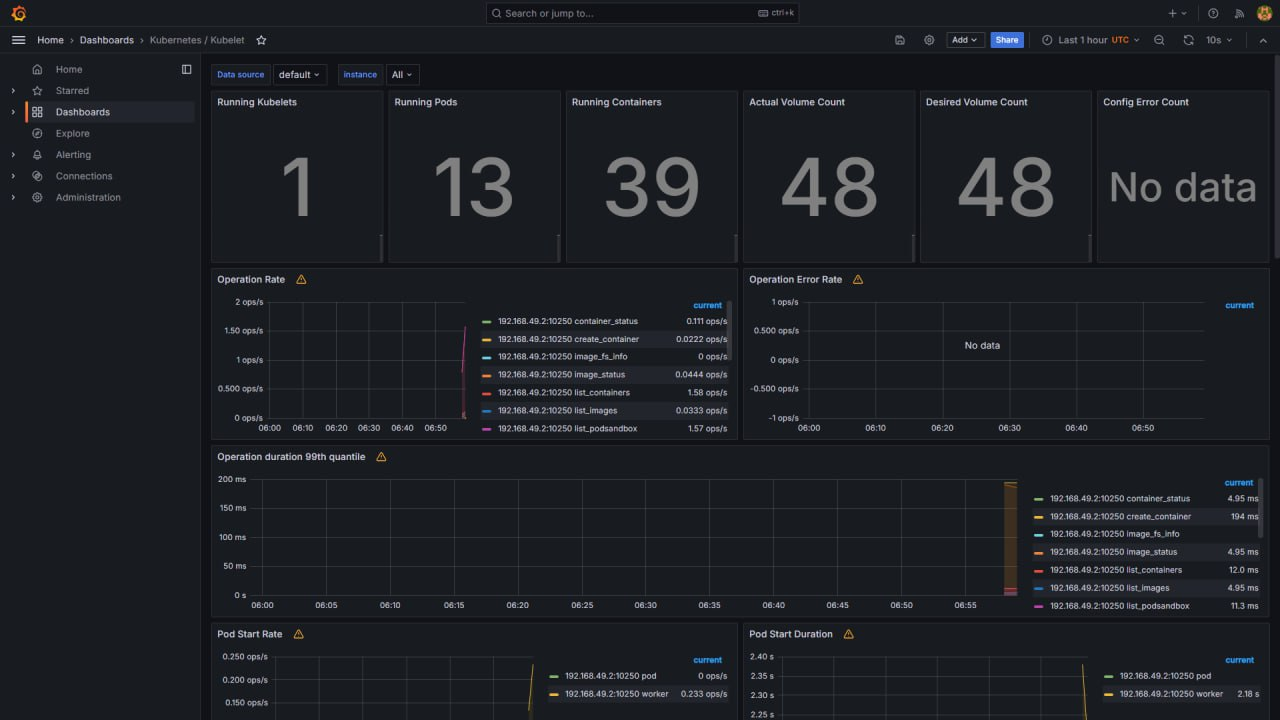 Search or jump to...
ctrl+k
Home › Dashboards › Kubernetes / Kubelet
Add
Share
Last 1 hour UTC
10s
Home
Starred
Dashboards
Explore
Alerting
Connections
Administration
Data source default
instance All
Running Kubelets
1
Running Pods
13
Running Containers
39
Actual Volume Count
48
Desired Volume Count
48
Config Error Count
No data
Operation Rate
2 ops/s
1.50 ops/s
1 ops/s
0.500 ops/s
0 ops/s
06:00 06:10 06:20 06:30 06:40 06:50
current
192.168.49.2:10250 container_status 0.111 ops/s
192.168.49.2:10250 create_container 0.0222 ops/s
192.168.49.2:10250 image_fs_info 0 ops/s
192.168.49.2:10250 image_status 0.0444 ops/s
192.168.49.2:10250 list_containers 1.58 ops/s
192.168.49.2:10250 list_images 0.0333 ops/s
192.168.49.2:10250 list_podsandbox 1.57 ops/s
Operation Error Rate
1 ops/s
0.500 ops/s
0 ops/s
-0.500 ops/s
-1 ops/s
No data
06:00 06:10 06:20 06:30 06:40 06:50
current
Operation duration 99th quantile
200 ms
150 ms
100 ms
50 ms
0 s
06:00 06:05 06:10 06:15 06:20 06:25 06:30 06:35 06:40 06:45 06:50 06:55
current
192.168.49.2:10250 container_status 4.95 ms
192.168.49.2:10250 create_container 194 ms
192.168.49.2:10250 image_fs_info
192.168.49.2:10250 image_status 4.95 ms
192.168.49.2:10250 list_containers 12.0 ms
192.168.49.2:10250 list_images 4.95 ms
192.168.49.2:10250 list_podsandbox 11.3 ms
Pod Start Rate
0.250 ops/s
0.200 ops/s
0.150 ops/s
current
192.168.49.2:10250 pod 0 ops/s
192.168.49.2:10250 worker 0.233 ops/s
Pod Start Duration
2.40 s
2.35 s
2.30 s
2.25 s
current
192.168.49.2:10250 pod
192.168.49.2:10250 worker 2.18 s